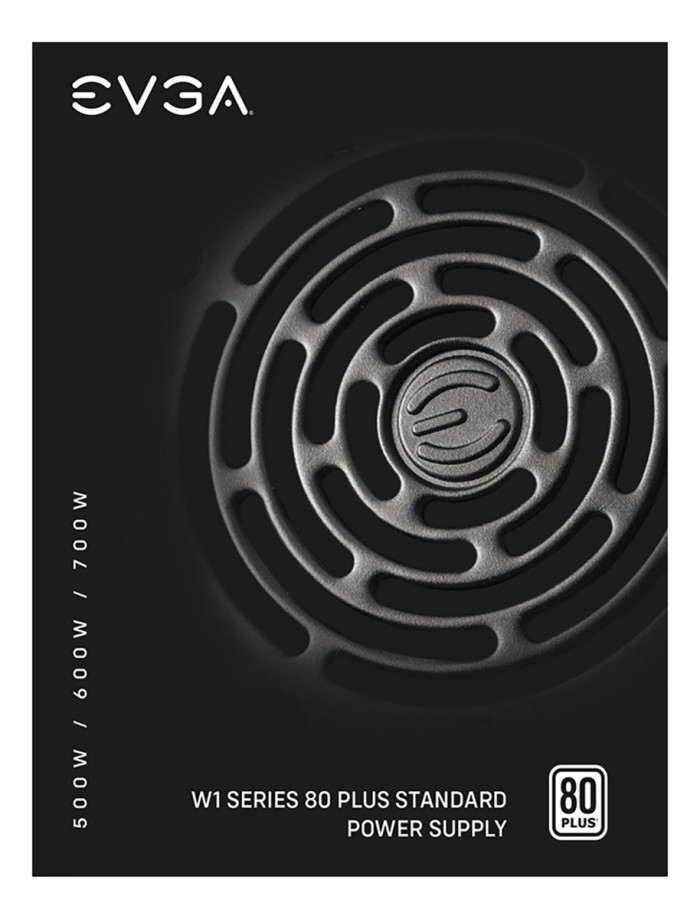 EVGA®
500W / 600W / 700W
W1 SERIES 80 PLUS STANDARD
POWER SUPPLY
80
PLUS®